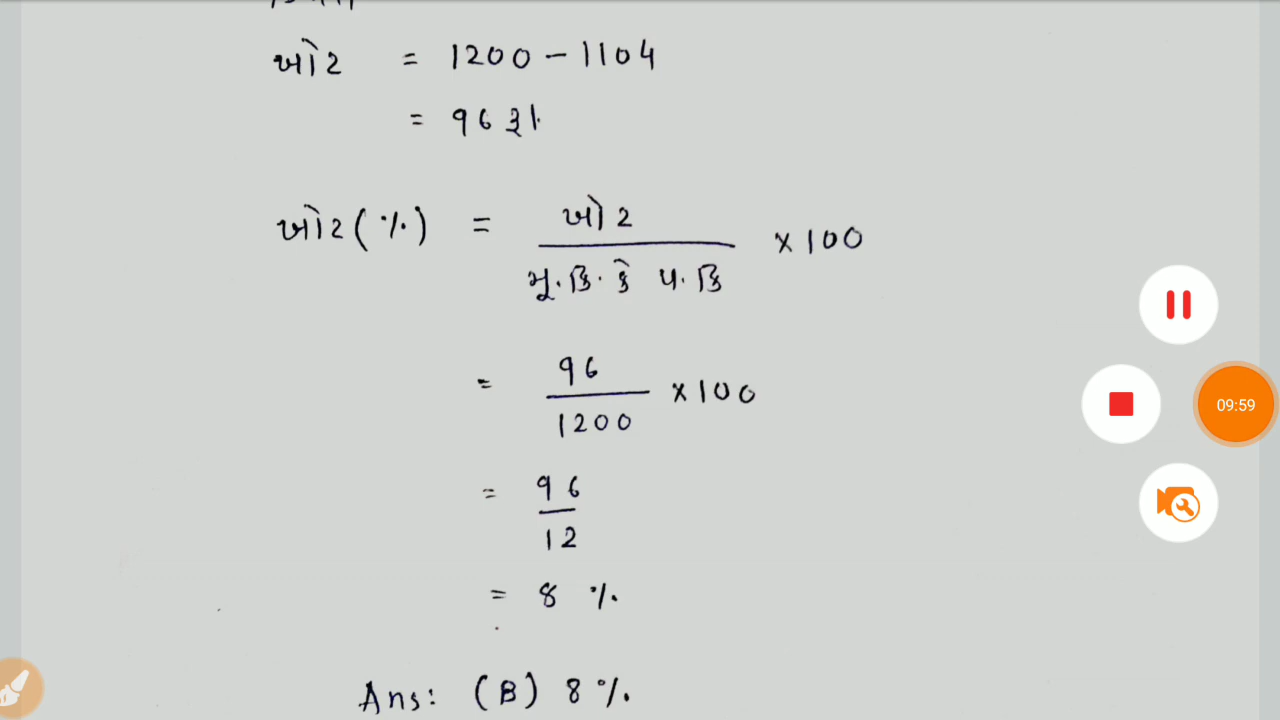 ખોટ = 1200 - 1104
= 96 રૂ|.
ખોટ (%) = ખોટ / મુ.કિ. કે પ.કિ × 100
= 96 / 1200 × 100
= 96 / 12
= 8 %.
Ans: (B) 8 %.
09:59